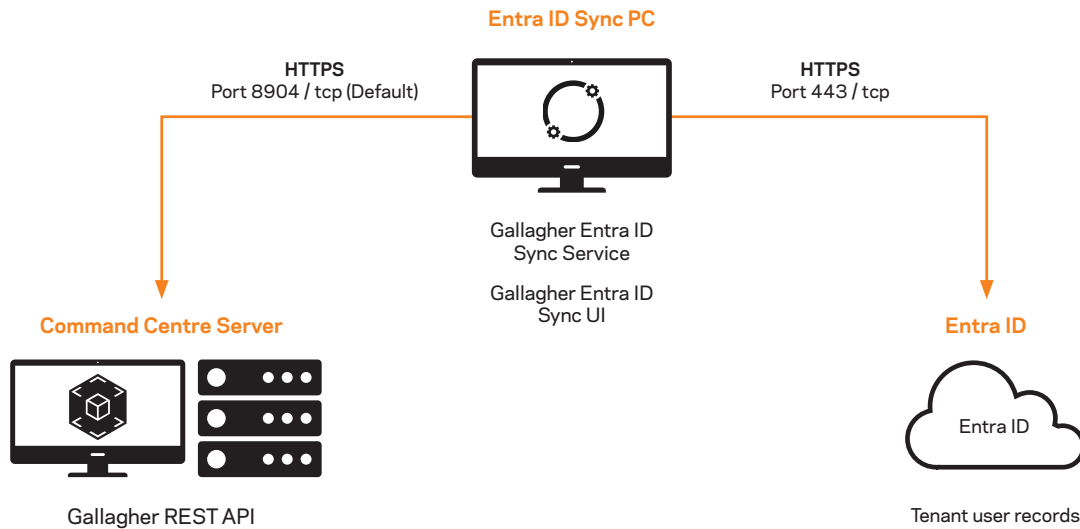 Entra ID Sync PC
HTTPS
Port 8904 / tcp (Default)
HTTPS
Port 443 / tcp
Gallagher Entra ID
Sync Service
Gallagher Entra ID
Sync UI
Command Centre Server
Entra ID
Entra ID
Gallagher REST API
Tenant user records